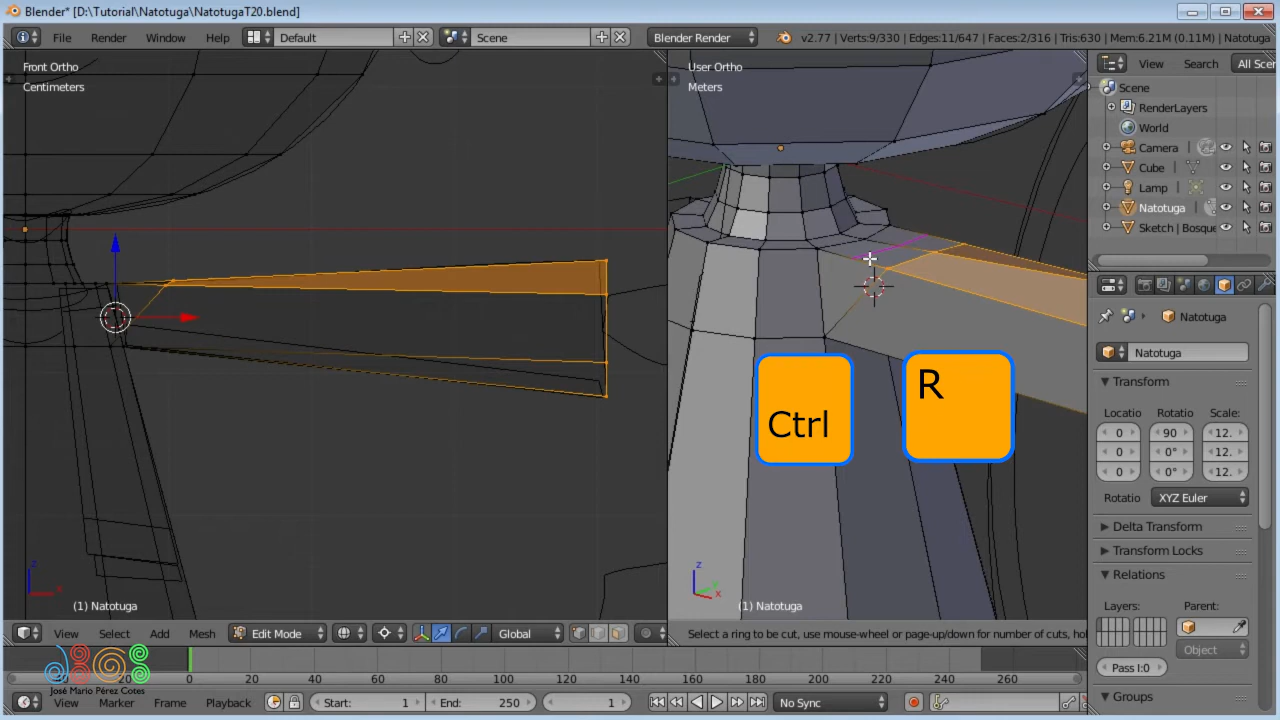 Blender* [D:\Tutorial\Natotuga\NatotugaT20.blend]
File Render Window Help Default Scene Blender Render v2.77 | Verts:9/330 | Edges:11/647 | Faces:2/316 | Tris:630 | Mem:6.21M (0.11M) | Natotuga
Front Ortho
Centimeters
User Ortho
Meters
View Search All Scer
Scene
RenderLayers
World
Camera
Cube
Lamp
Natotuga
Sketch | Bosque
Natotuga
Natotuga
Transform
Locatio Rotatio Scale:
0 90 12.
0 0° 12.
0 0° 12.
Rotatio XYZ Euler
Delta Transform
Transform Locks
Relations
Layers: Parent:
Object
Pass I:0
Groups
Ctrl
R
z
x
(1) Natotuga
z
x
(1) Natotuga
View Select Add Mesh Edit Mode Global
Select a ring to be cut, use mouse-wheel or page-up/down for number of cuts, hol
0 20 40 60 80 100 120 140 160 180 200 220 240 260
José Mario Pérez Cotes
View Marker Frame Playback Start: 1 End: 250 1 No Sync